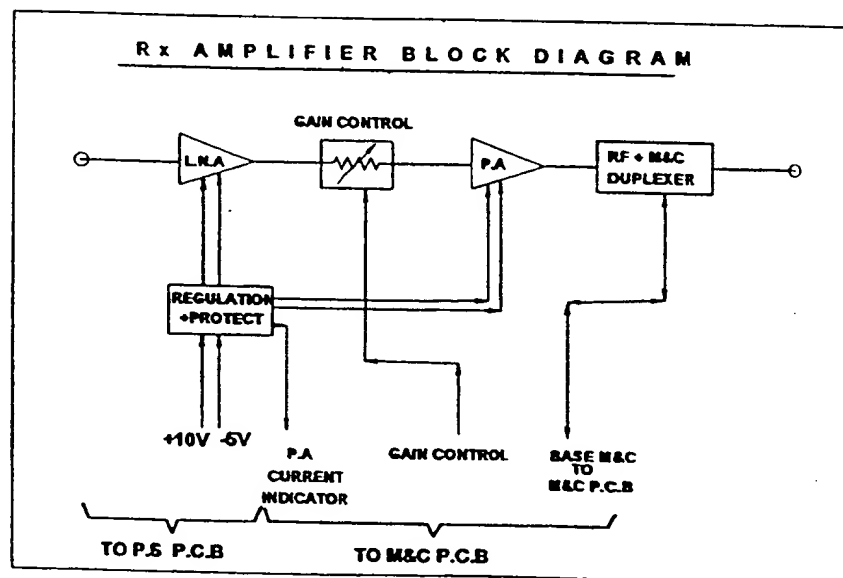 Rx AMPLIFIER BLOCK DIAGRAM
GAIN CONTROL
L.N.A
P.A
RF + M&C
DUPLEXER
REGULATION
+PROTECT
+10V -5V
P.A
CURRENT
INDICATOR
GAIN CONTROL
BASE M&C
TO
M&C P.C.B
TO P.S P.C.B
TO M&C P.C.B